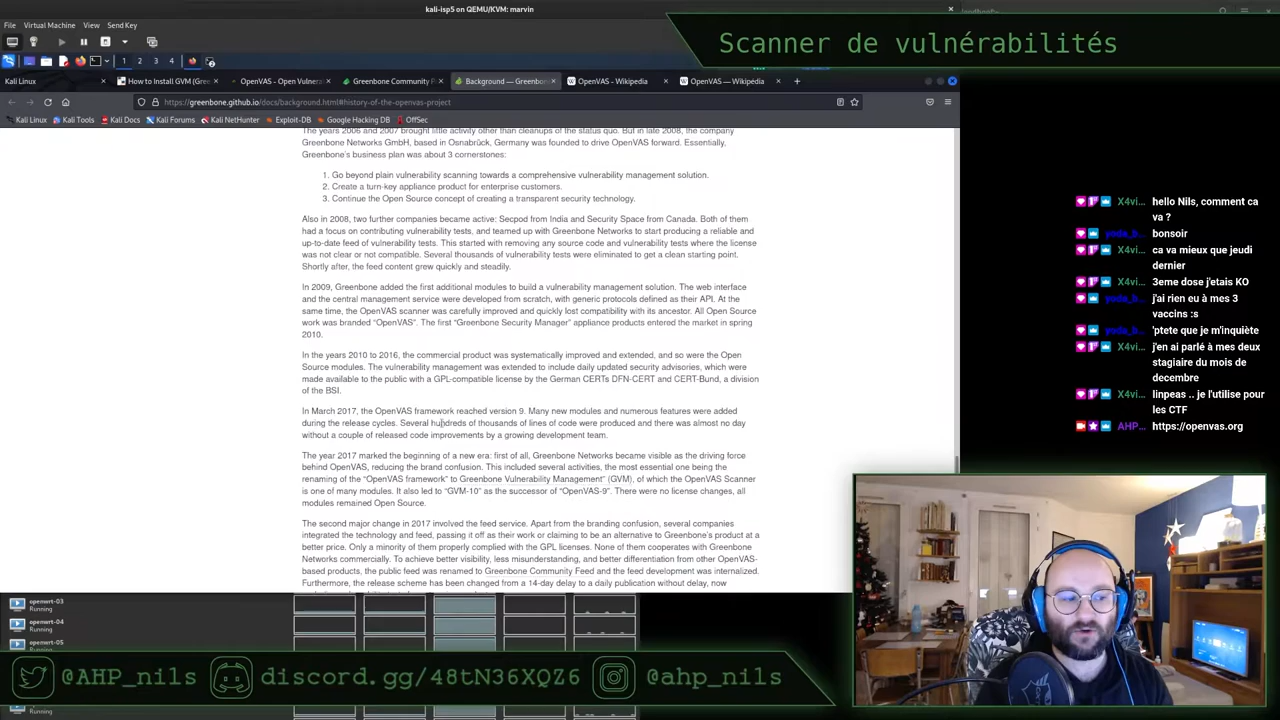 kali-isp5 on QEMU/KVM: marvin
File Virtual Machine View Send Key
1 2 3 4
Scanner de vulnérabilités
Kali Linux
How to Install GVM (Gree
OpenVAS - Open Vulnerab
Greenbone Community P
Background — Greenbon
OpenVAS - Wikipedia
OpenVAS — Wikipédia
https://greenbone.github.io/docs/background.html#history-of-the-openvas-project
Kali Linux Kali Tools Kali Docs Kali Forums Kali NetHunter Exploit-DB Google Hacking DB OffSec
The years 2006 and 2007 brought little activity other than cleanups of the status quo. But in late 2008, the company
Greenbone Networks GmbH, based in Osnabrück, Germany was founded to drive OpenVAS forward. Essentially,
Greenbone's business plan was about 3 cornerstones:
1. Go beyond plain vulnerability scanning towards a comprehensive vulnerability management solution.
2. Create a turn-key appliance product for enterprise customers.
3. Continue the Open Source concept of creating a transparent security technology.
Also in 2008, two further companies became active: Secpod from India and Security Space from Canada. Both of them
had a focus on contributing vulnerability tests, and teamed up with Greenbone Networks to start producing a reliable and
up-to-date feed of vulnerability tests. This started with removing any source code and vulnerability tests where the license
was not clear or not compatible. Several thousands of vulnerability tests were eliminated to get a clean starting point.
Shortly after, the feed content grew quickly and steadily.
In 2009, Greenbone added the first additional modules to build a vulnerability management solution. The web interface
and the central management service were developed from scratch, with generic protocols defined as their API. At the
same time, the OpenVAS scanner was carefully improved and quickly lost compatibility with its ancestor. All Open Source
work was branded “OpenVAS”. The first “Greenbone Security Manager” appliance products entered the market in spring
2010.
In the years 2010 to 2016, the commercial product was systematically improved and extended, and so were the Open
Source modules. The vulnerability management was extended to include daily updated security advisories, which were
made available to the public with a GPL-compatible license by the German CERTs DFN-CERT and CERT-Bund, a division
of the BSI.
In March 2017, the OpenVAS framework reached version 9. Many new modules and numerous features were added
during the release cycles. Several hundreds of thousands of lines of code were produced and there was almost no day
without a couple of released code improvements by a growing development team.
The year 2017 marked the beginning of a new era: first of all, Greenbone Networks became visible as the driving force
behind OpenVAS, reducing the brand confusion. This included several activities, the most essential one being the
renaming of the “OpenVAS framework” to Greenbone Vulnerability Management” (GVM), of which the OpenVAS Scanner
is one of many modules. It also led to “GVM-10” as the successor of “OpenVAS-9”. There were no license changes, all
modules remained Open Source.
The second major change in 2017 involved the feed service. Apart from the branding confusion, several companies
integrated the technology and feed, passing it off as their work or claiming to be an alternative to Greenbone's product at a
better price. Only a minority of them properly complied with the GPL licenses. None of them cooperates with Greenbone
Networks commercially. To achieve better visibility, less misunderstanding, and better differentiation from other OpenVAS-
based products, the public feed was renamed to Greenbone Community Feed and the feed development was internalized.
Furthermore, the release scheme has been changed from a 14-day delay to a daily publication without delay, now
X4vi... hello Nils, comment ca
va ?
yoda_b... bonsoir
X4vi... ca va mieux que jeudi
dernier
X4vi... 3eme dose j'etais KO
yoda_b... j'ai rien eu à mes 3
vaccins :s
yoda_b... 'ptete que je m'inquiète
X4vi... j'en ai parlé à mes deux
stagiaire du mois de
decembre
X4vi... linpeas .. je l'utilise pour
les CTF
AHP... https://openvas.org
openwrt-03
Running
openwrt-04
Running
openwrt-05
Running
@AHP_nils discord.gg/48tN36XQZ6 @ahp_nils
Running